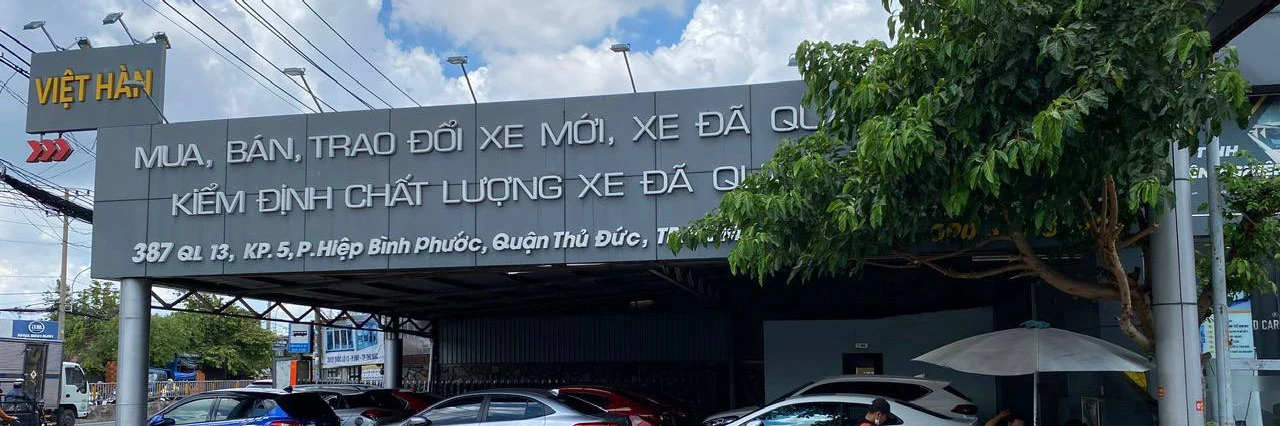 VIỆT HÀN
MUA, BÁN, TRAO ĐỔI XE MỚI, XE ĐÃ
KIỂM ĐỊNH CHẤT LƯỢNG XE ĐÃ
387 QL 13, KP. 5, P. Hiệp Bình Phước, Quận Thủ Đức,